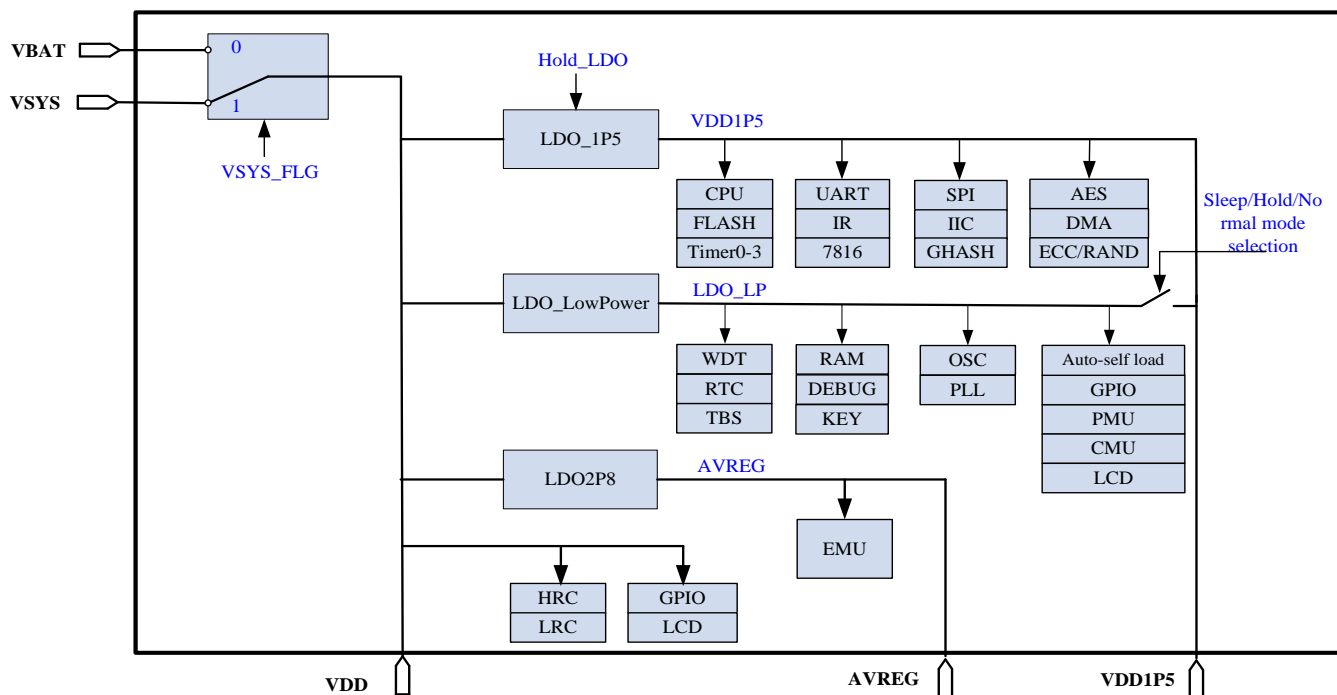 VBAT
0
VSYS
1
VSYS_FLG
Hold_LDO
LDO_1P5
VDD1P5
CPU
FLASH
Timer0-3
UART
IR
7816
SPI
IIC
GHASH
AES
DMA
ECC/RAND
Sleep/Hold/No
rmal mode
selection
LDO_LowPower
LDO_LP
WDT
RTC
TBS
RAM
DEBUG
KEY
OSC
PLL
Auto-self load
GPIO
PMU
CMU
LCD
LDO2P8
AVREG
EMU
HRC
LRC
GPIO
LCD
VDD
AVREG
VDD1P5